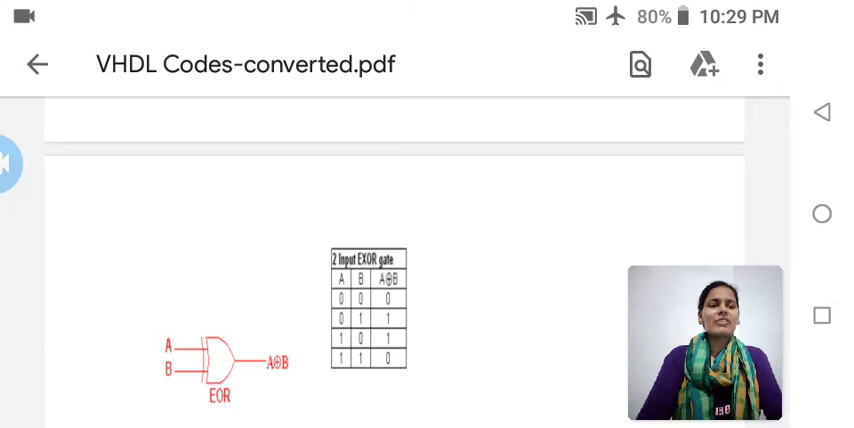 80% 10:29 PM
VHDL Codes-converted.pdf
2 Input EXOR gate
A B A⊕B
0 0 0
0 1 1
1 0 1
1 1 0
A
B
A⊕B
EOR